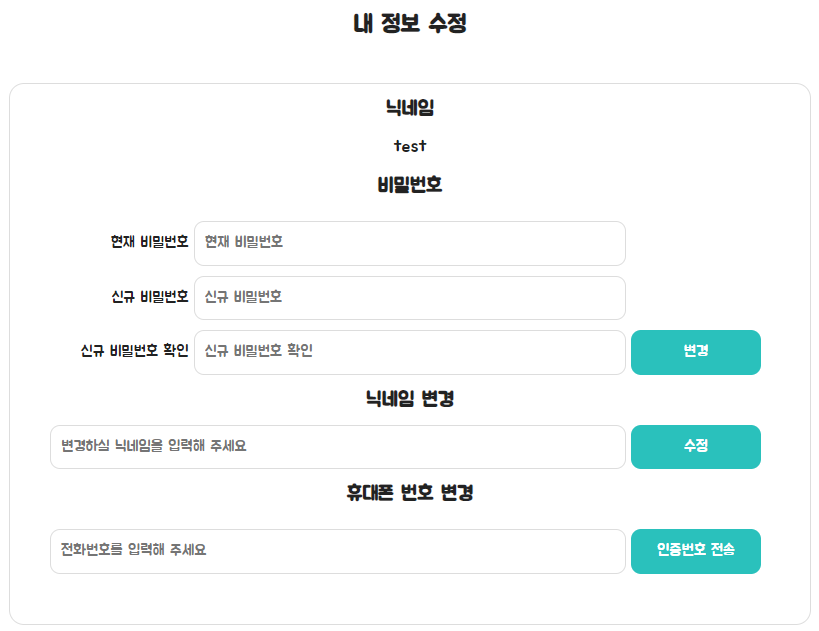 내 정보 수정
닉네임
test
비밀번호
현재 비밀번호 현재 비밀번호
신규 비밀번호 신규 비밀번호
신규 비밀번호 확인 신규 비밀번호 확인 변경
닉네임 변경
변경하실 닉네임을 입력해 주세요 수정
휴대폰 번호 변경
전화번호를 입력해 주세요 인증번호 전송